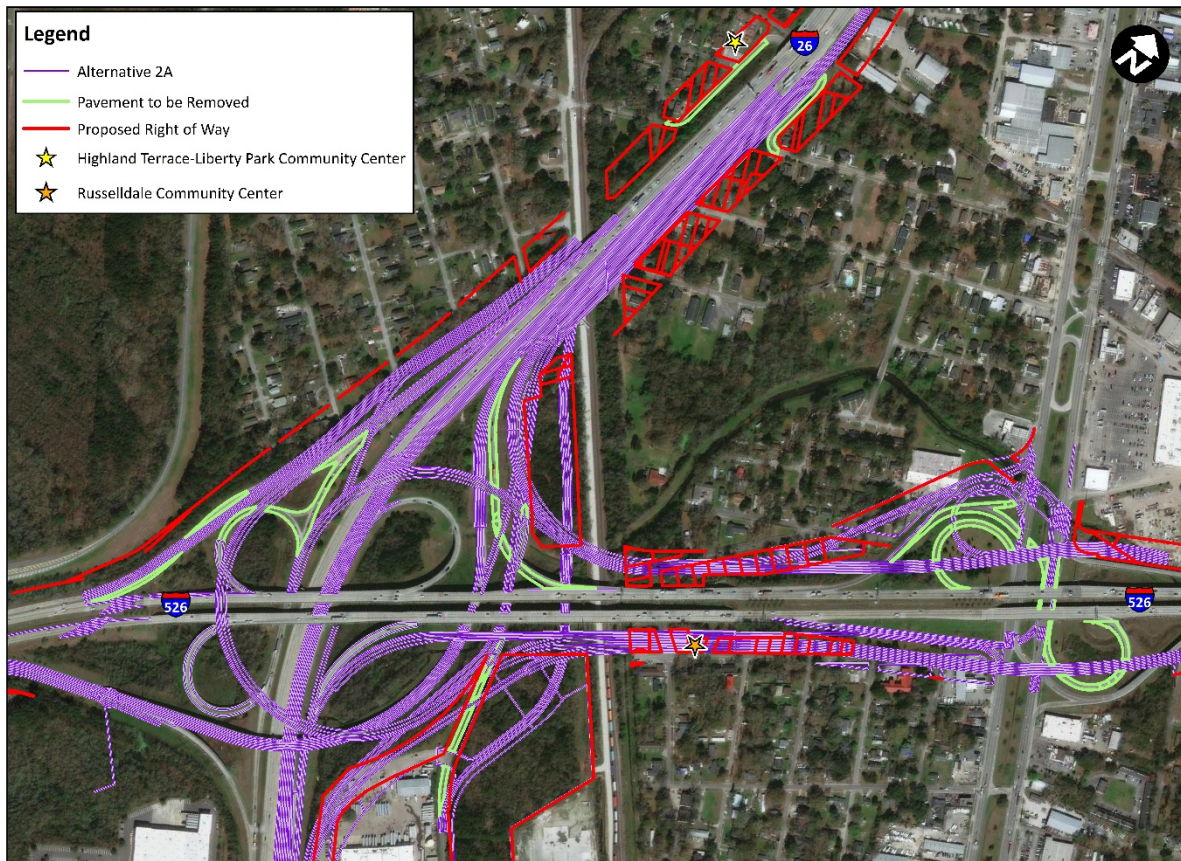 Legend
Alternative 2A
Pavement to be Removed
Proposed Right of Way
Highland Terrace-Liberty Park Community Center
Russelldale Community Center
26
N
526
526